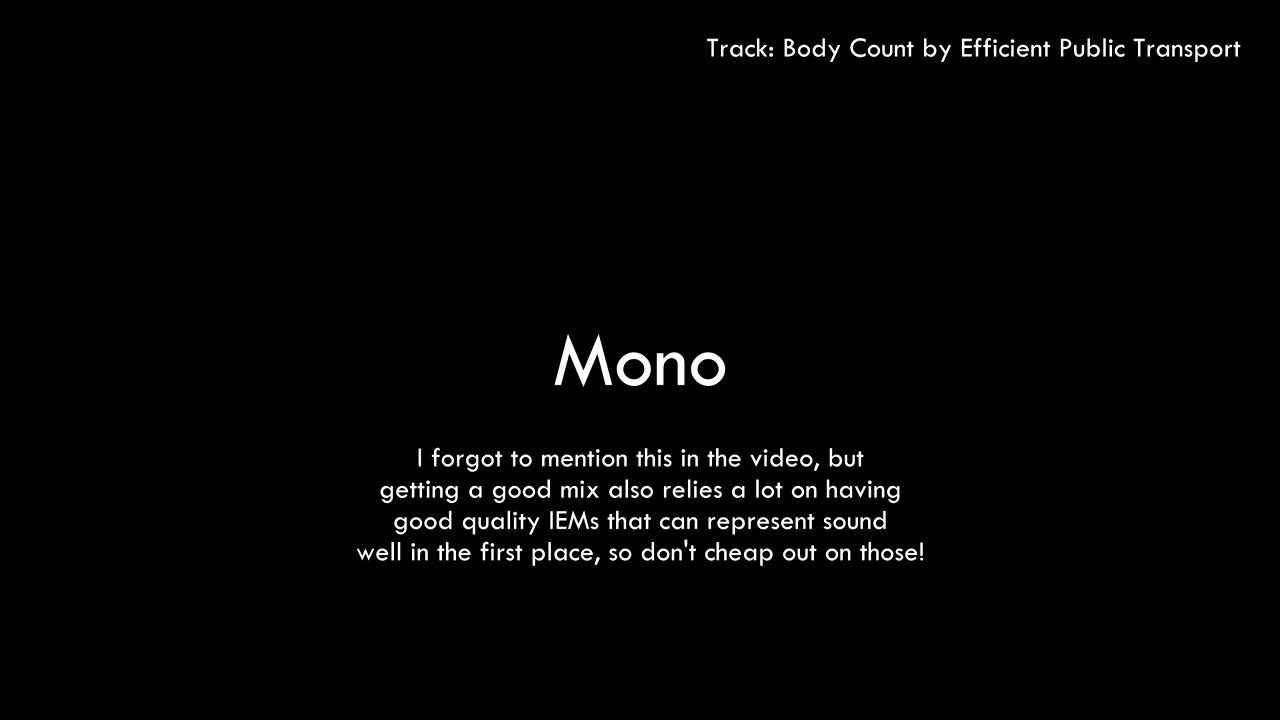 Track: Body Count by Efficient Public Transport
Mono
I forgot to mention this in the video, but
getting a good mix also relies a lot on having
good quality IEMs that can represent sound
well in the first place, so don't cheap out on those!